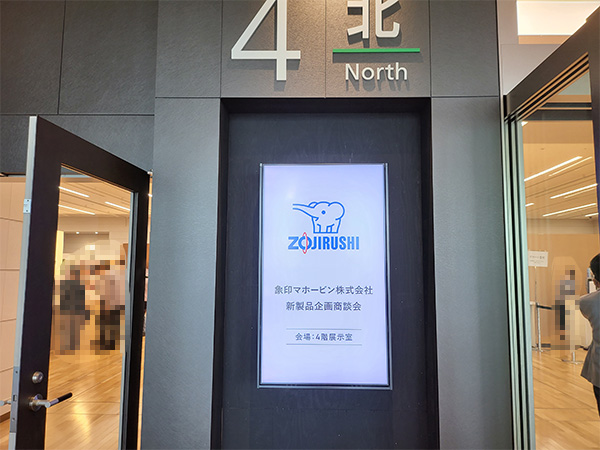 4 北
North
ZOJIRUSHI
象印マホービン株式会社
新製品企画商談会
会場:4階展示室